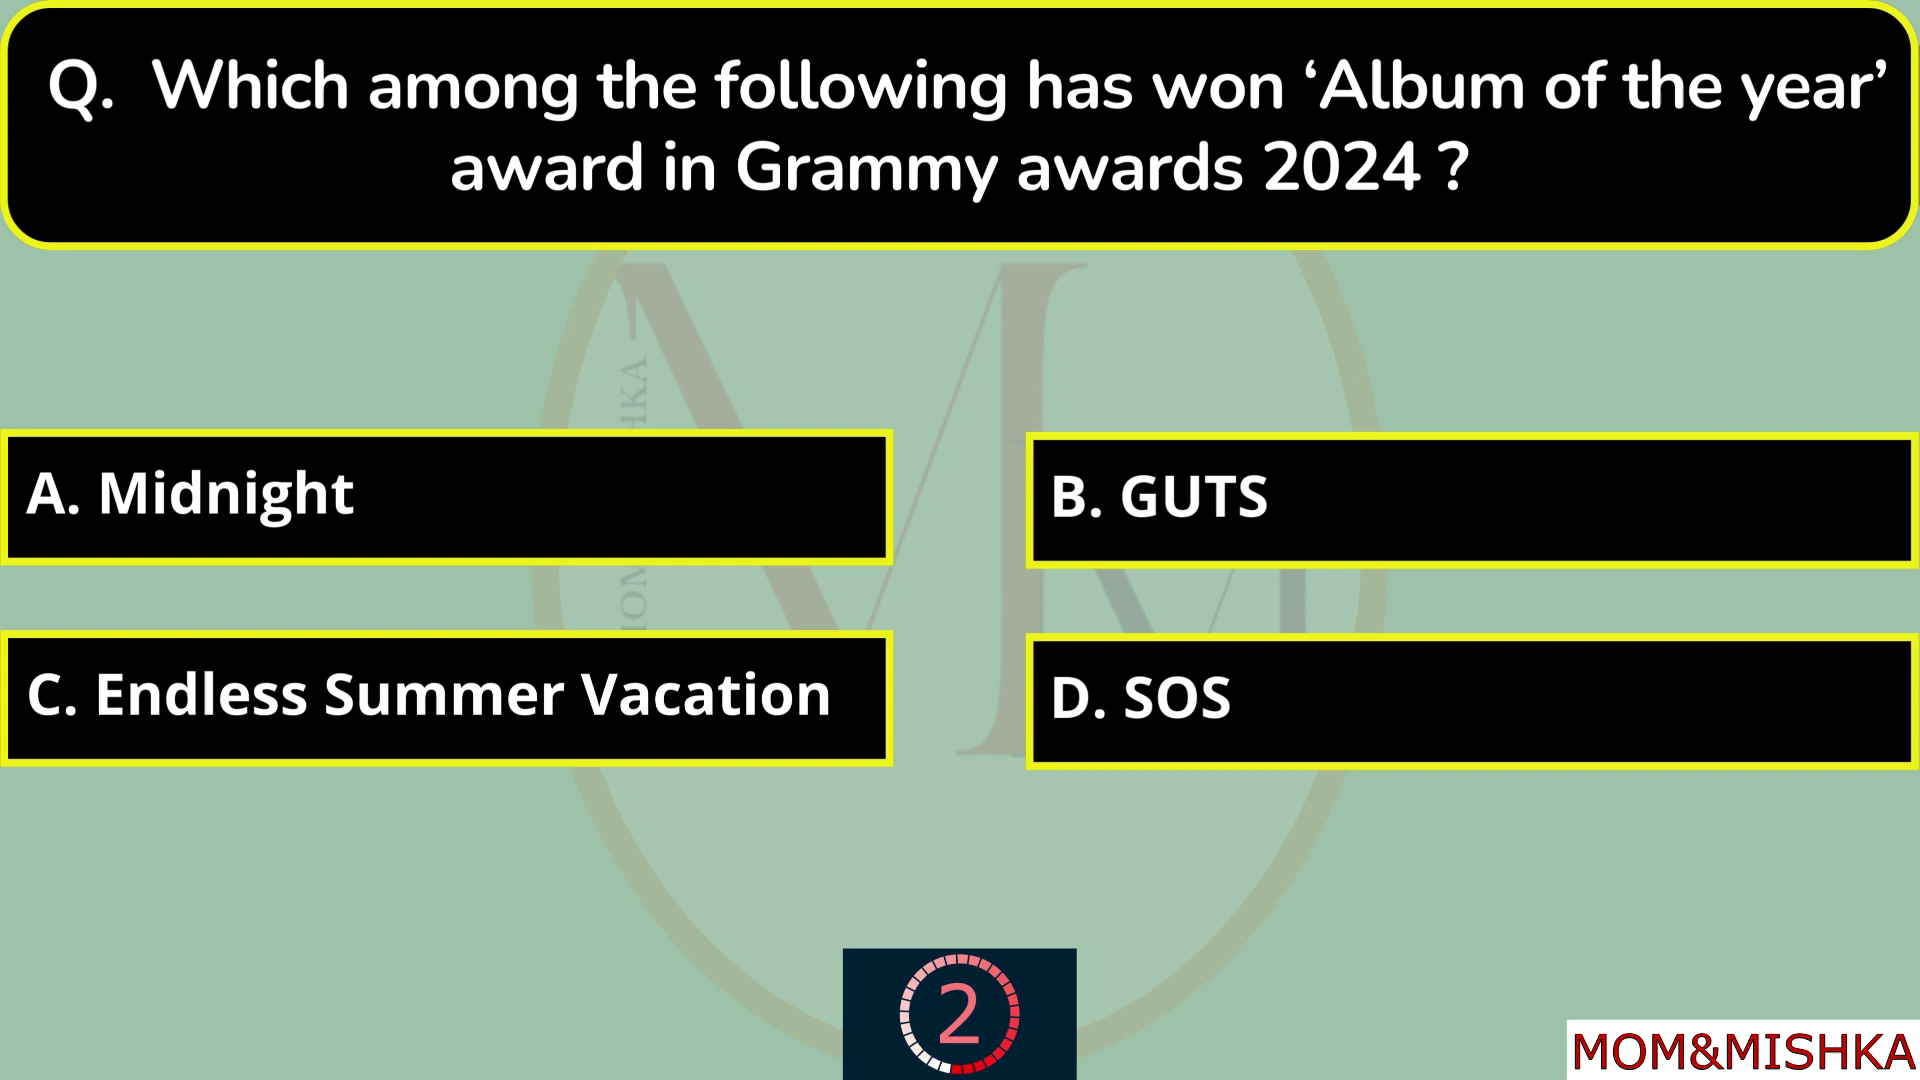 Q. Which among the following has won ‘Album of the year’
award in Grammy awards 2024 ?
A. Midnight
B. GUTS
C. Endless Summer Vacation
D. SOS
2
MOM&MISHKA